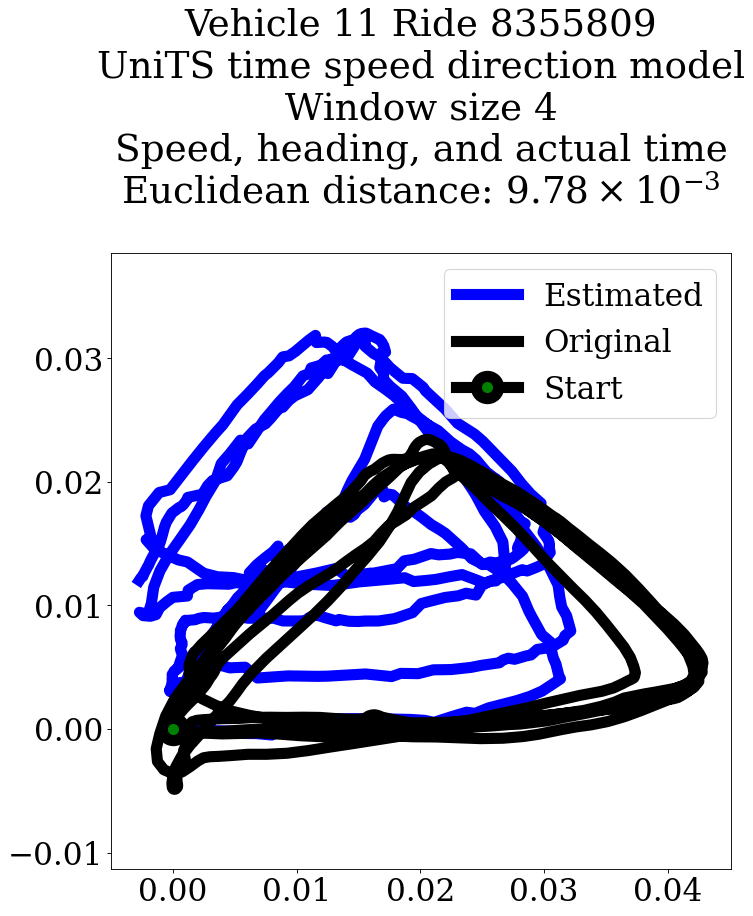 Vehicle 11 Ride 8355809
UniTS time speed direction model
Window size 4
Speed, heading, and actual time
Euclidean distance: 9.78 × 10⁻³
Estimated
Original
Start
0.03
0.02
0.01
0.00
−0.01
0.00 0.01 0.02 0.03 0.04